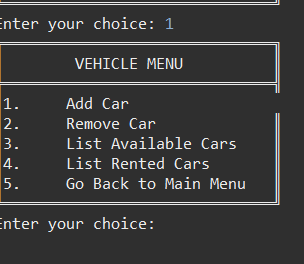 Enter your choice: 1
VEHICLE MENU
1. Add Car
2. Remove Car
3. List Available Cars
4. List Rented Cars
5. Go Back to Main Menu
Enter your choice: